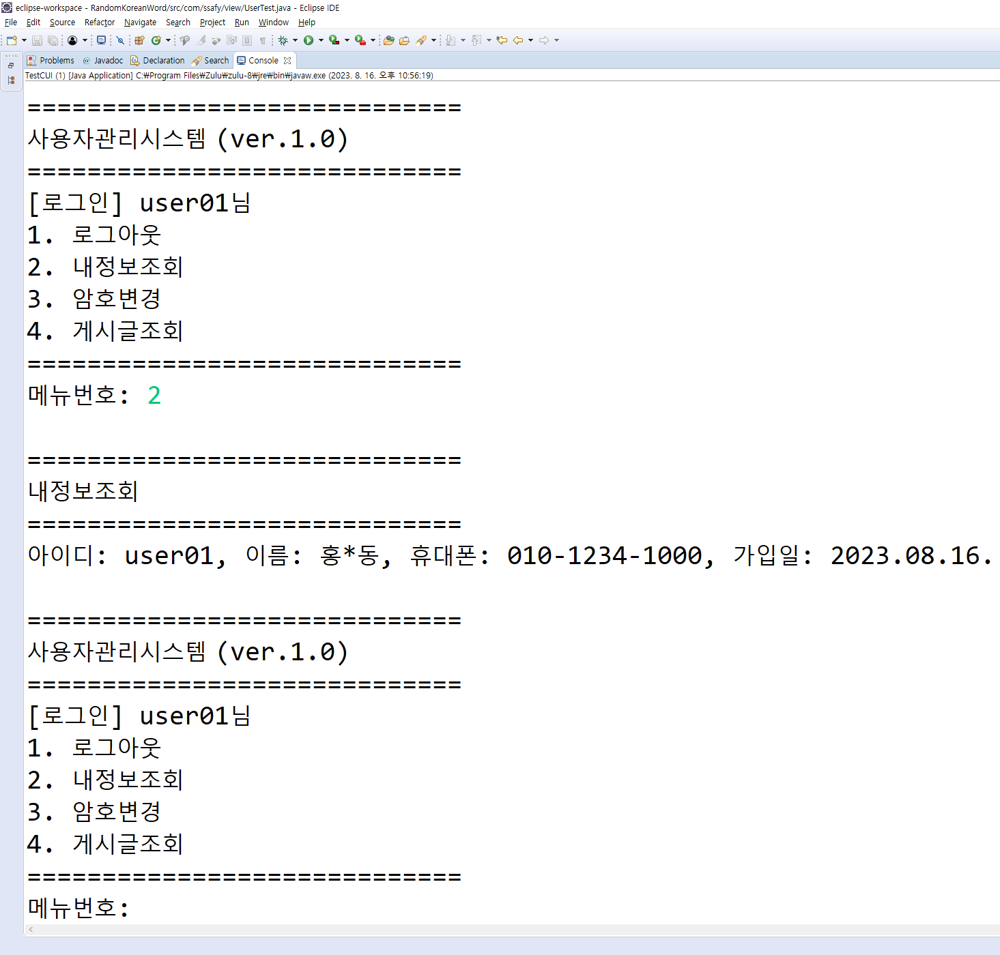 eclipse-workspace - RandomKoreanWord/src/com/ssafy/view/UserTest.java - Eclipse IDE
File Edit Source Refactor Navigate Search Project Run Window Help
Problems @ Javadoc Declaration Search Console
TestCUI (1) [Java Application] C:₩Program Files₩Zulu₩zulu-8₩jre₩bin₩javaw.exe (2023. 8. 16. 오후 10:56:19)
=============================
사용자관리시스템 (ver.1.0)
=============================
[로그인] user01님
1. 로그아웃
2. 내정보조회
3. 암호변경
4. 게시글조회
=============================
메뉴번호: 2
=============================
내정보조회
=============================
아이디: user01, 이름: 홍*동, 휴대폰: 010-1234-1000, 가입일: 2023.08.16.
=============================
사용자관리시스템 (ver.1.0)
=============================
[로그인] user01님
1. 로그아웃
2. 내정보조회
3. 암호변경
4. 게시글조회
=============================
메뉴번호: